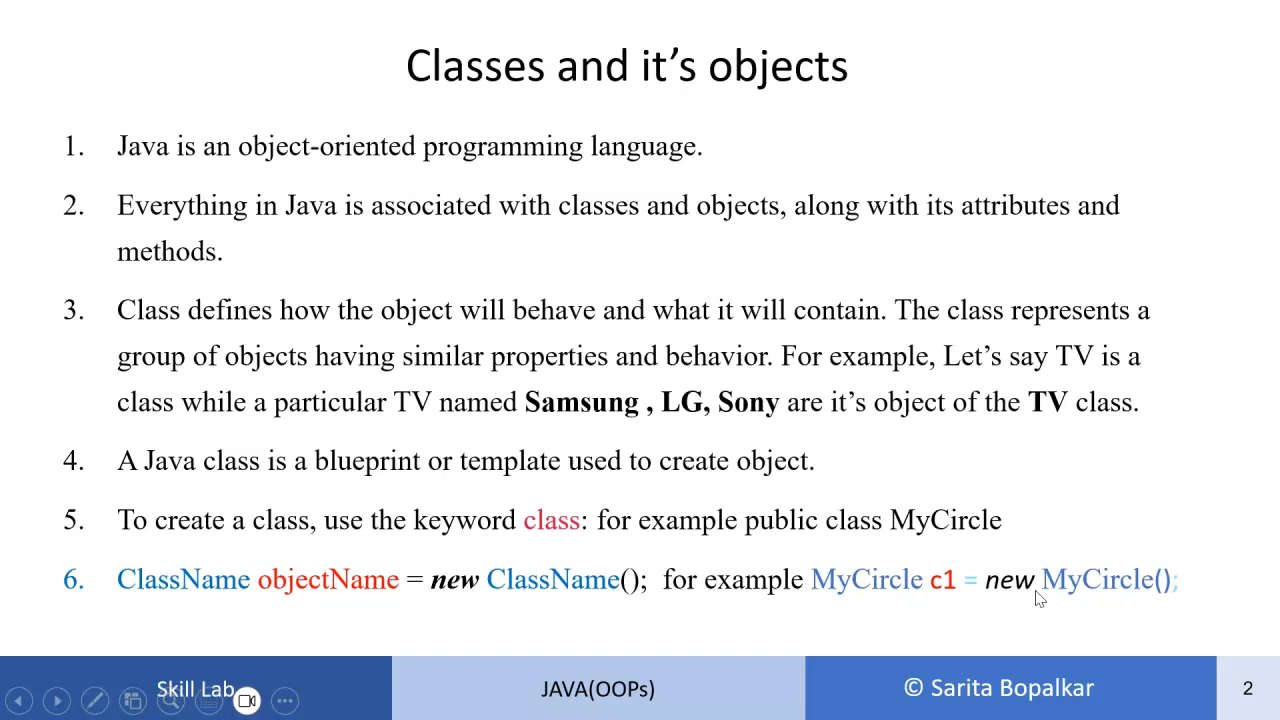 Classes and it's objects
1. Java is an object-oriented programming language.
2. Everything in Java is associated with classes and objects, along with its attributes and
methods.
3. Class defines how the object will behave and what it will contain. The class represents a
group of objects having similar properties and behavior. For example, Let's say TV is a
class while a particular TV named Samsung , LG, Sony are it's object of the TV class.
4. A Java class is a blueprint or template used to create object.
5. To create a class, use the keyword class: for example public class MyCircle
6. ClassName objectName = new ClassName(); for example MyCircle c1 = new MyCircle();
Skill Lab JAVA(OOPs) © Sarita Bopalkar 2